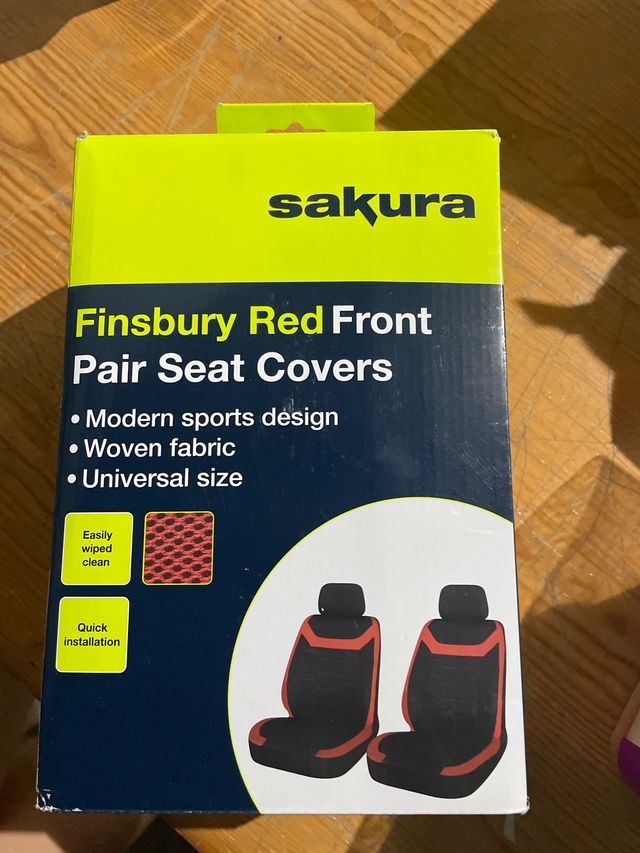 sakura
Finsbury Red Front
Pair Seat Covers
• Modern sports design
• Woven fabric
• Universal size
Easily
wiped
clean
Quick
installation